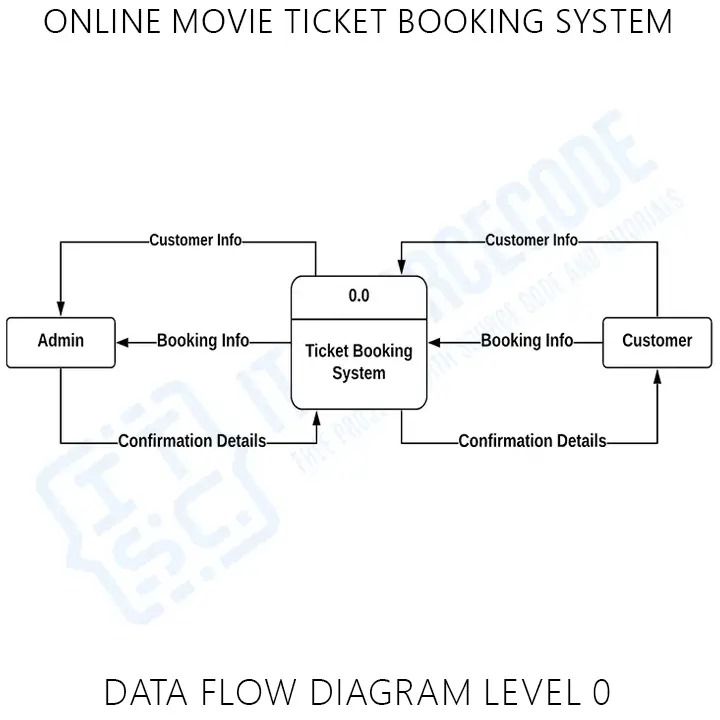 ONLINE MOVIE TICKET BOOKING SYSTEM
Customer Info
Customer Info
0.0
Admin
Booking Info
Ticket Booking
System
Booking Info
Customer
Confirmation Details
Confirmation Details
ITSOURCECODE
FREE PROJECTS WITH SOURCE CODE AND TUTORIALS
ITSC
DATA FLOW DIAGRAM LEVEL 0